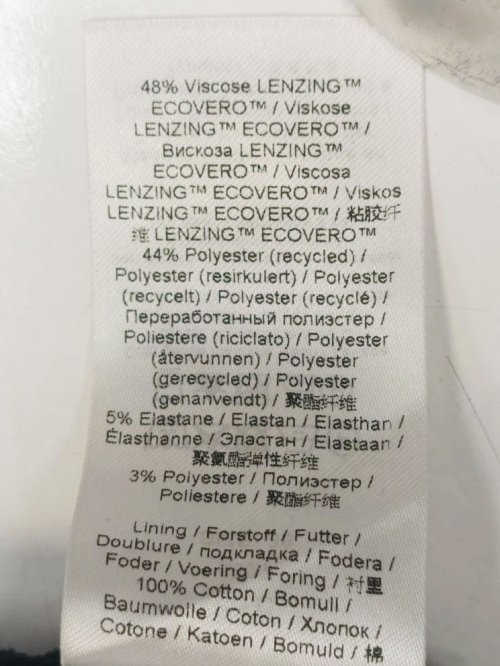 48% Viscose LENZING™
ECOVERO™ / Viskose
LENZING™ ECOVERO™ /
Вискоза LENZING™
ECOVERO™ / Viscosa
LENZING™ ECOVERO™ / Viskos
LENZING™ ECOVERO™ / 粘胶纤
维 LENZING™ ECOVERO™
44% Polyester (recycled) /
Polyester (resirkulert) / Polyester
(recycelt) / Polyester (recyclé) /
Переработанный полиэстер /
Poliestere (riciclato) / Polyester
(återvunnen) / Polyester
(gerecycled) / Polyester
(genanvendt) / 聚酯纤维
5% Elastane / Elastan / Elasthan /
Élasthanne / Эластан / Elastaan /
聚氨酯弹性纤维
3% Polyester / Полиэстер /
Poliestere / 聚酯纤维
Lining / Forstoff / Futter /
Doublure / подкладка / Fodera /
Foder / Voering / Foring / 衬里
100% Cotton / Bomull /
Baumwolle / Coton / Хлопок /
Cotone / Katoen / Bomuld / 棉